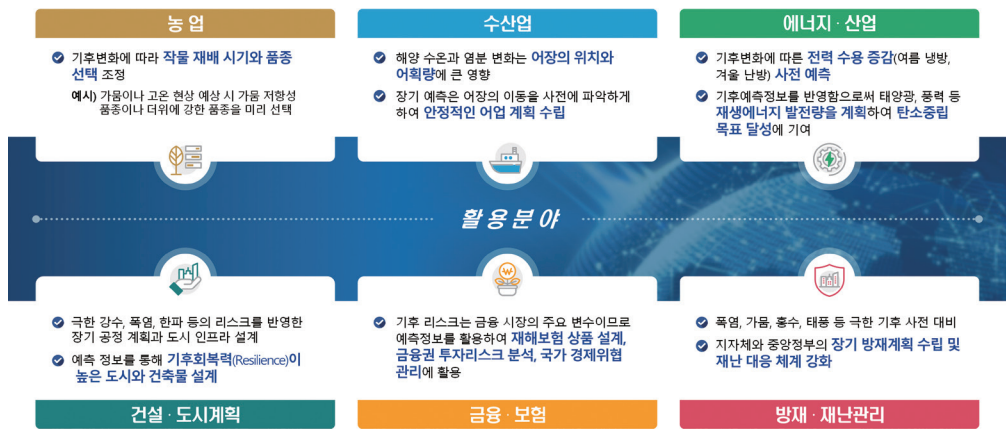 농 업
기후변화에 따라 작물 재배 시기와 품종
선택 조정
예시) 가뭄이나 고온 현상 예상 시 가뭄 저항성
품종이나 더위에 강한 품종을 미리 선택
수산업
해양 수온과 염분 변화는 어장의 위치와
어획량에 큰 영향
장기 예측은 어장의 이동을 사전에 파악하게
하여 안정적인 어업 계획 수립
에너지 · 산업
기후변화에 따른 전력 수용 증감(여름 냉방,
겨울 난방) 사전 예측
기후예측정보를 반영함으로써 태양광, 풍력 등
재생에너지 발전량을 계획하여 탄소중립
목표 달성에 기여
활용분야
극한 강수, 폭염, 한파 등의 리스크를 반영한
장기 공정 계획과 도시 인프라 설계
예측 정보를 통해 기후회복력(Resilience)이
높은 도시와 건축물 설계
건설 · 도시계획
기후 리스크는 금융 시장의 주요 변수이므로
예측정보를 활용하여 재해보험 상품 설계,
금융권 투자리스크 분석, 국가 경제위협
관리에 활용
금융 · 보험
폭염, 가뭄, 홍수, 태풍 등 극한 기후 사전 대비
지자체와 중앙정부의 장기 방재계획 수립 및
재난 대응 체계 강화
방재 · 재난관리